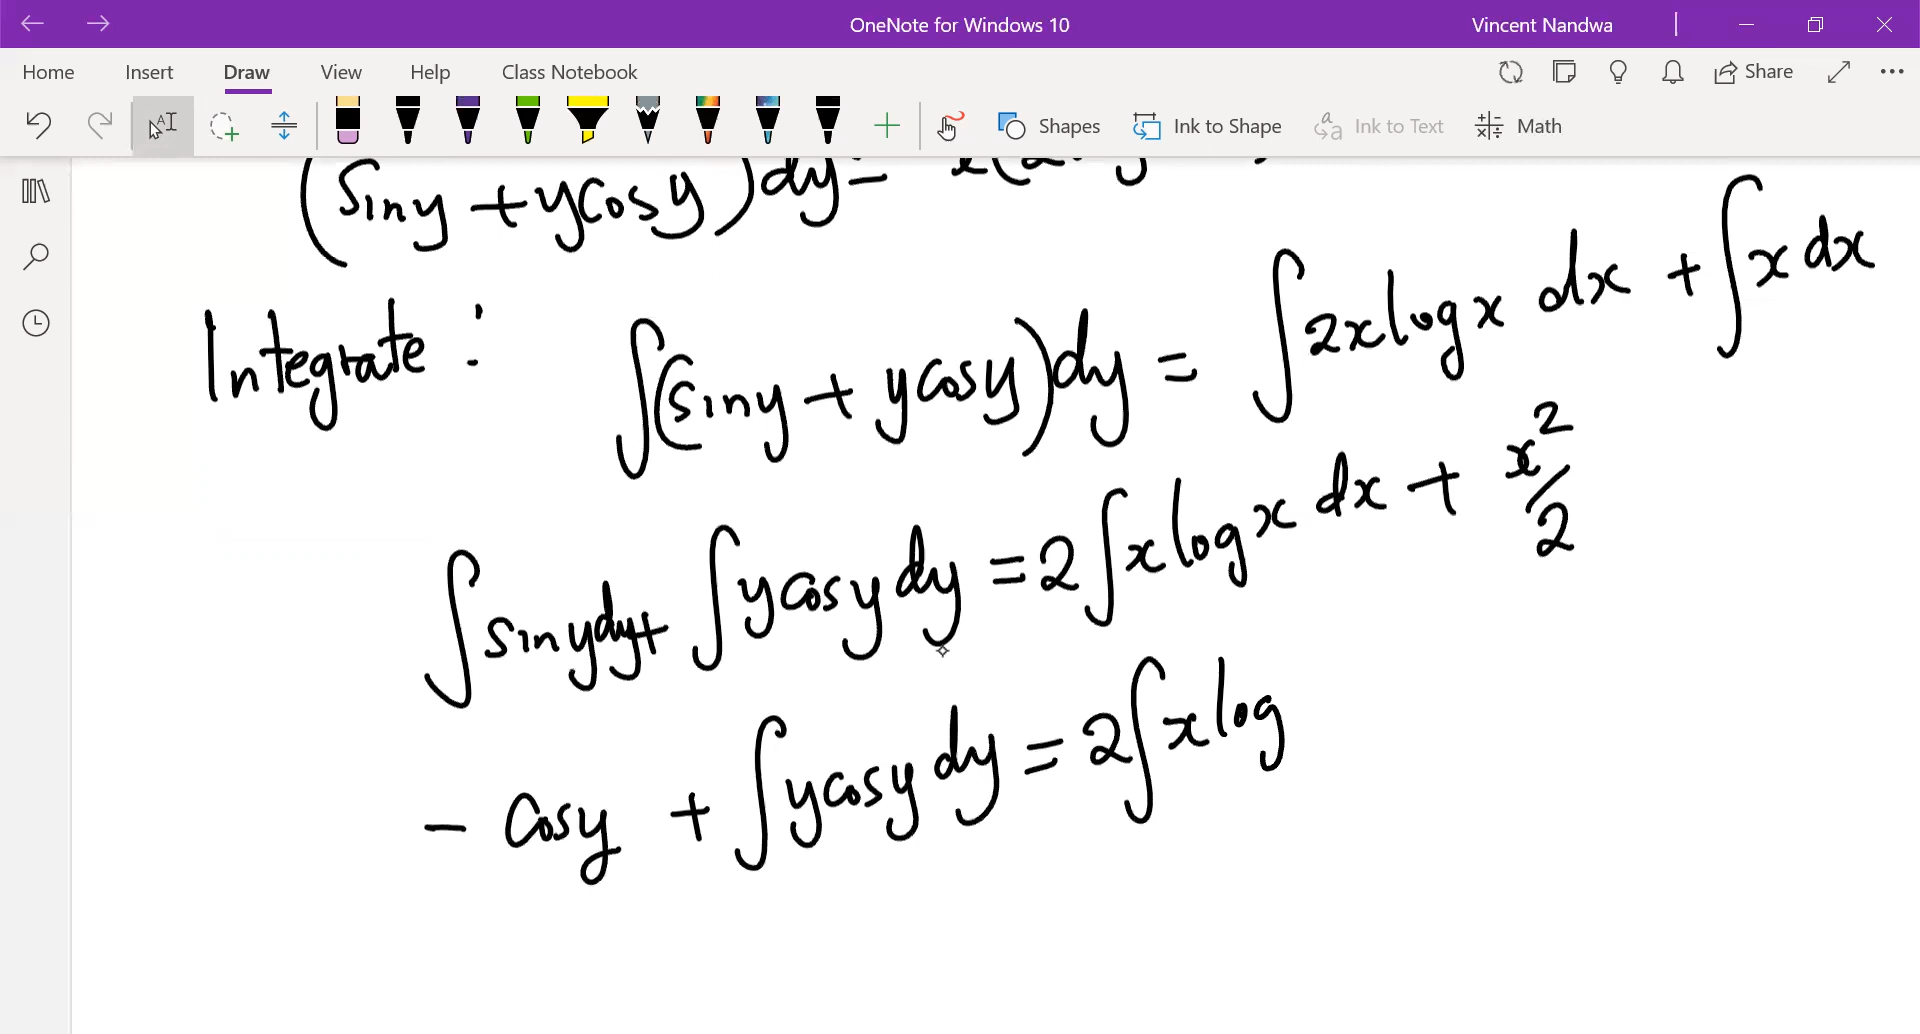 OneNote for Windows 10
Vincent Nandwa
Home Insert Draw View Help Class Notebook Share
Shapes Ink to Shape Ink to Text Math
(Siny + ycosy) dy =
Integrate : ∫(siny + ycosy)dy = ∫2xlogx dx + ∫x dx
∫sinydy + ∫ycosy dy = 2∫xlogx dx + x²/2
- cosy + ∫ycosy dy = 2∫xlog